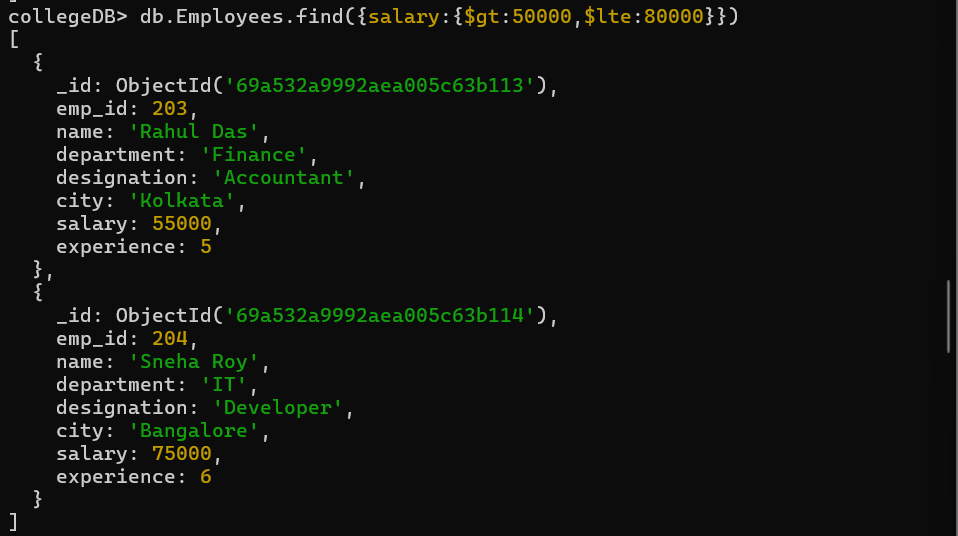 collegeDB> db.Employees.find({salary:{$gt:50000,$lte:80000}})
[
  {
    _id: ObjectId('69a532a9992aea005c63b113'),
    emp_id: 203,
    name: 'Rahul Das',
    department: 'Finance',
    designation: 'Accountant',
    city: 'Kolkata',
    salary: 55000,
    experience: 5
  },
  {
    _id: ObjectId('69a532a9992aea005c63b114'),
    emp_id: 204,
    name: 'Sneha Roy',
    department: 'IT',
    designation: 'Developer',
    city: 'Bangalore',
    salary: 75000,
    experience: 6
  }
]